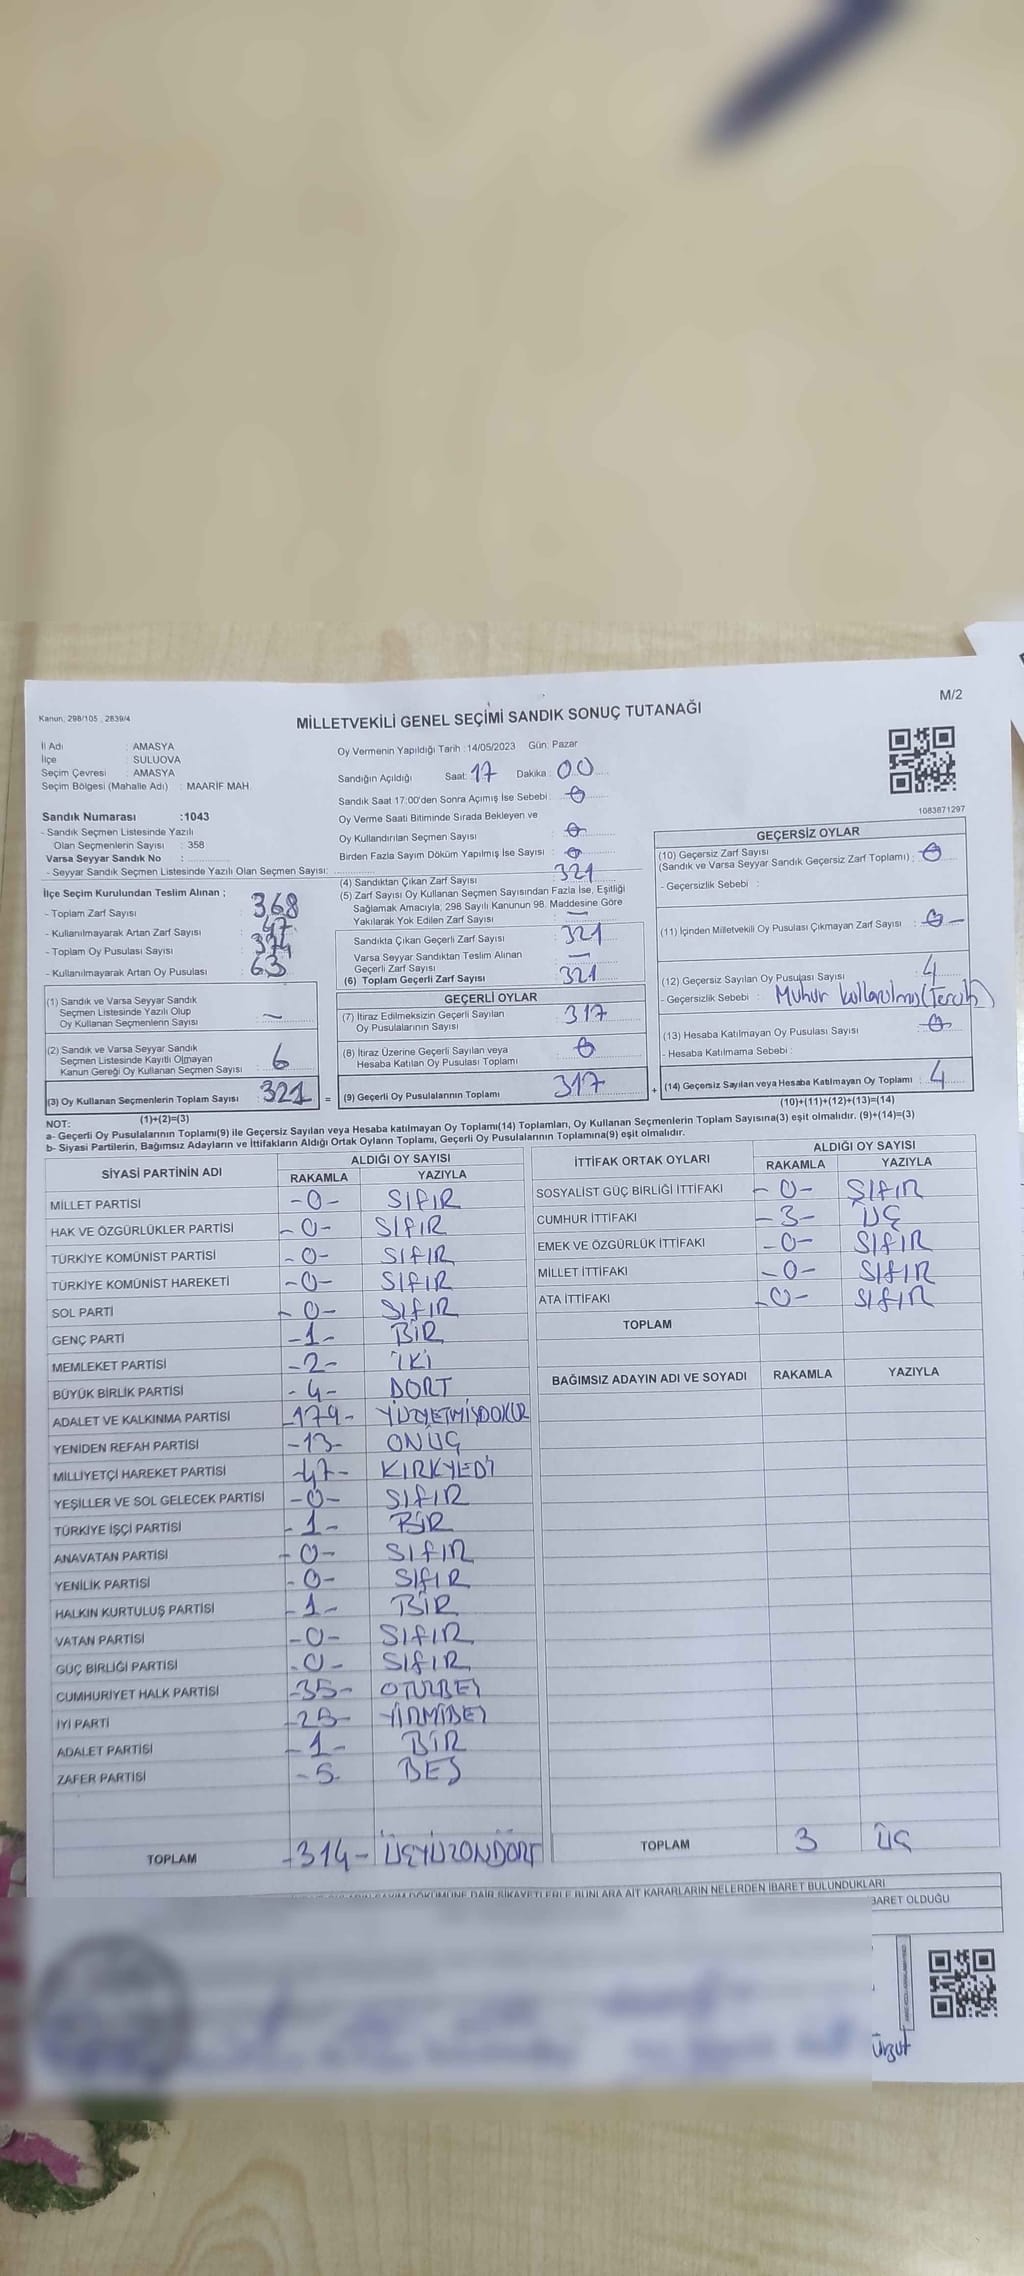 M/2
Kanun, 298/105 , 2839/4
MİLLETVEKİLİ GENEL SEÇİMİ SANDIK SONUÇ TUTANAĞI
İl Adı : AMASYA
İlçe : SULUOVA
Seçim Çevresi : AMASYA
Seçim Bölgesi (Mahalle Adı) : MAARİF MAH.
Sandık Numarası :1043
- Sandık Seçmen Listesinde Yazılı
Olan Seçmenlerin Sayısı : 358
Varsa Seyyar Sandık No :
- Seyyar Sandık Seçmen Listesinde Yazılı Olan Seçmen Sayısı:
İlçe Seçim Kurulundan Teslim Alınan ;
- Toplam Zarf Sayısı : 368
- Kullanılmayarak Artan Zarf Sayısı : 47
- Toplam Oy Pusulası Sayısı :
- Kullanılmayarak Artan Oy Pusulası : 63
(1) Sandık ve Varsa Seyyar Sandık
Seçmen Listesinde Yazılı Olup
Oy Kullanan Seçmenlerin Sayısı : -
(2) Sandık ve Varsa Seyyar Sandık
Seçmen Listesinde Kayıtlı Olmayan
Kanun Gereği Oy Kullanan Seçmen Sayısı : 6
(3) Oy Kullanan Seçmenlerin Toplam Sayısı : 321 =
(1)+(2)=(3)
Oy Vermenin Yapıldığı Tarih :14/05/2023 Gün: Pazar
Sandığın Açıldığı Saat: 17 Dakika : 00
Sandık Saat 17:00'den Sonra Açımış İse Sebebi : 0
Oy Verme Saati Bitiminde Sırada Bekleyen ve
Oy Kullandırılan Seçmen Sayısı : 0
Birden Fazla Sayım Döküm Yapılmış İse Sayısı : 0
(4) Sandıktan Çıkan Zarf Sayısı : 321
(5) Zarf Sayısı Oy Kullanan Seçmen Sayısından Fazla İse, Eşitliği
Sağlamak Amacıyla, 298 Sayılı Kanunun 98. Maddesine Göre
Yakılarak Yok Edilen Zarf Sayısı : -
Sandıkta Çıkan Geçerli Zarf Sayısı : 321
Varsa Seyyar Sandıktan Teslim Alınan
Geçerli Zarf Sayısı : -
(6) Toplam Geçerli Zarf Sayısı : 321
GEÇERLİ OYLAR
(7) İtiraz Edilmeksizin Geçerli Sayılan
Oy Pusulalarının Sayısı : 317
(8) İtiraz Üzerine Geçerli Sayılan veya
Hesaba Katılan Oy Pusulası Toplamı : 0
(9) Geçerli Oy Pusulalarının Toplamı : 317 +
1083871297
GEÇERSİZ OYLAR
(10) Geçersiz Zarf Sayısı
(Sandık ve Varsa Seyyar Sandık Geçersiz Zarf Toplamı) : 0
- Geçersizlik Sebebi :
(11) İçinden Milletvekili Oy Pusulası Çıkmayan Zarf Sayısı : 0 -
(12) Geçersiz Sayılan Oy Pusulası Sayısı : 4
- Geçersizlik Sebebi : Mühür kullanılmış (Tercih)
(13) Hesaba Katılmayan Oy Pusulası Sayısı : 0
- Hesaba Katılmama Sebebi :
(14) Geçersiz Sayılan veya Hesaba Katılmayan Oy Toplamı : 4
(10)+(11)+(12)+(13)=(14)
NOT:
a- Geçerli Oy Pusulalarının Toplamı(9) ile Geçersiz Sayılan veya Hesaba katılmayan Oy Toplamı(14) Toplamları, Oy Kullanan Seçmenlerin Toplam Sayısına(3) eşit olmalıdır. (9)+(14)=(3)
b- Siyasi Partilerin, Bağımsız Adayların ve İttifakların Aldığı Ortak Oyların Toplamı, Geçerli Oy Pusulalarının Toplamına(9) eşit olmalıdır.
SİYASİ PARTİNİN ADI ALDIĞI OY SAYISI
RAKAMLA YAZIYLA
MİLLET PARTİSİ -0- SIFIR
HAK VE ÖZGÜRLÜKLER PARTİSİ -0- SIFIR
TÜRKİYE KOMÜNİST PARTİSİ -0- SIFIR
TÜRKİYE KOMÜNİST HAREKETİ -0- SIFIR
SOL PARTİ -0- SIFIR
GENÇ PARTİ -1- BİR
MEMLEKET PARTİSİ -2- İKİ
BÜYÜK BİRLİK PARTİSİ -4- DORT
ADALET VE KALKINMA PARTİSİ -179- YÜZYETMİŞDOKUZ
YENİDEN REFAH PARTİSİ -13- ONÜÇ
MİLLİYETÇİ HAREKET PARTİSİ -47- KIRKYEDİ
YEŞİLLER VE SOL GELECEK PARTİSİ -0- SIFIR
TÜRKİYE İŞÇİ PARTİSİ -1- BİR
ANAVATAN PARTİSİ -0- SIFIR
YENİLİK PARTİSİ -0- SIFIR
HALKIN KURTULUŞ PARTİSİ -1- BİR
VATAN PARTİSİ -0- SIFIR
GÜÇ BİRLİĞİ PARTİSİ -0- SIFIR
CUMHURİYET HALK PARTİSİ -35- OTUZBEŞ
İYİ PARTİ -25- YİRMİBEŞ
ADALET PARTİSİ -1- BİR
ZAFER PARTİSİ -5- BEŞ
TOPLAM -314- ÜÇYÜZONDÖRT
İTTİFAK ORTAK OYLARI ALDIĞI OY SAYISI
RAKAMLA YAZIYLA
SOSYALİST GÜÇ BİRLİĞİ İTTİFAKI -0- SIFIR
CUMHUR İTTİFAKI -3- ÜÇ
EMEK VE ÖZGÜRLÜK İTTİFAKI -0- SIFIR
MİLLET İTTİFAKI -0- SIFIR
ATA İTTİFAKI -0- SIFIR
TOPLAM
BAĞIMSIZ ADAYIN ADI VE SOYADI RAKAMLA YAZIYLA
TOPLAM 3 ÜÇ
SAYIM DÖKÜMÜNE DAİR ŞİKAYETLERLE BUNLARA AİT KARARLARIN NELERDEN İBARET BULUNDUKLARI
BARET OLDUĞU